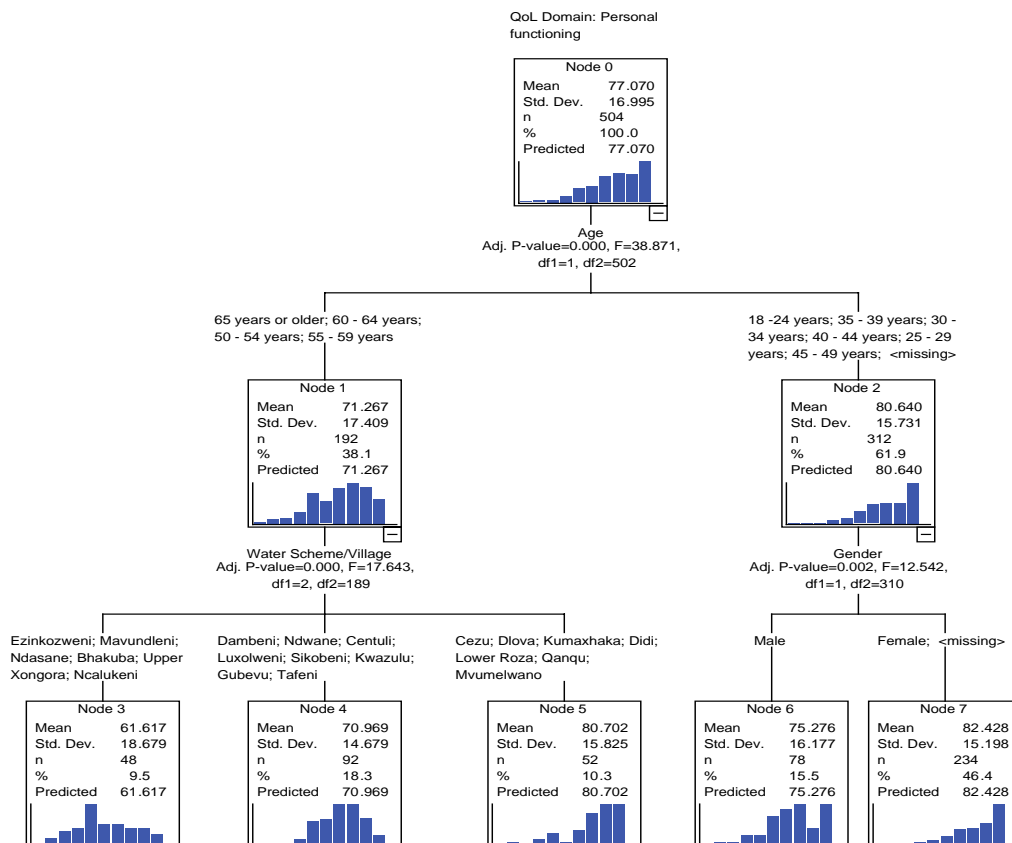 QoL Domain: Personal
functioning
Node 0
Mean 77.070
Std. Dev. 16.995
n 504
% 100.0
Predicted 77.070
Age
Adj. P-value=0.000, F=38.871,
df1=1, df2=502
65 years or older; 60 - 64 years;
50 - 54 years; 55 - 59 years
18 -24 years; 35 - 39 years; 30 -
34 years; 40 - 44 years; 25 - 29
years; 45 - 49 years; <missing>
Node 1
Mean 71.267
Std. Dev. 17.409
n 192
% 38.1
Predicted 71.267
Node 2
Mean 80.640
Std. Dev. 15.731
n 312
% 61.9
Predicted 80.640
Water Scheme/Village
Adj. P-value=0.000, F=17.643,
df1=2, df2=189
Gender
Adj. P-value=0.002, F=12.542,
df1=1, df2=310
Ezinkozweni; Mavundleni;
Ndasane; Bhakuba; Upper
Xongora; Ncalukeni
Dambeni; Ndwane; Centuli;
Luxolweni; Sikobeni; Kwazulu;
Gubevu; Tafeni
Cezu; Dlova; Kumaxhaka; Didi;
Lower Roza; Qanqu;
Mvumelwano
Male
Female; <missing>
Node 3
Mean 61.617
Std. Dev. 18.679
n 48
% 9.5
Predicted 61.617
Node 4
Mean 70.969
Std. Dev. 14.679
n 92
% 18.3
Predicted 70.969
Node 5
Mean 80.702
Std. Dev. 15.825
n 52
% 10.3
Predicted 80.702
Node 6
Mean 75.276
Std. Dev. 16.177
n 78
% 15.5
Predicted 75.276
Node 7
Mean 82.428
Std. Dev. 15.198
n 234
% 46.4
Predicted 82.428